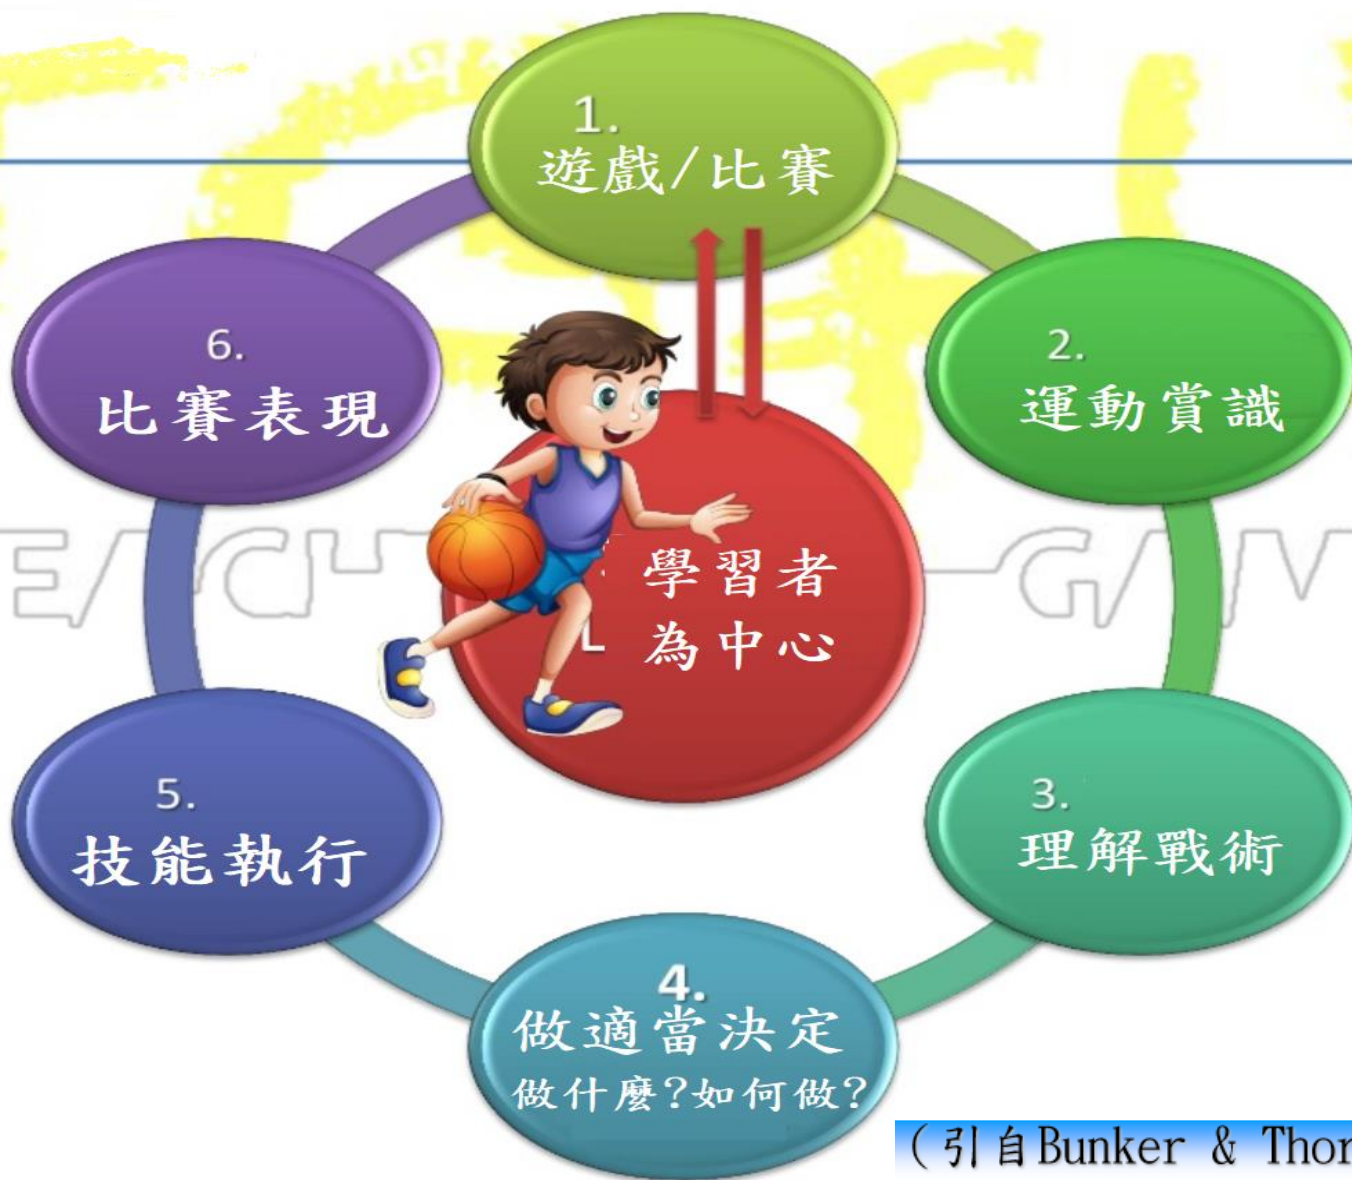 1.
遊戲/比賽
2.
運動賞識
3.
理解戰術
4.
做適當決定
做什麼?如何做?
5.
技能執行
6.
比賽表現
學習者
為中心
(引自Bunker & Thor